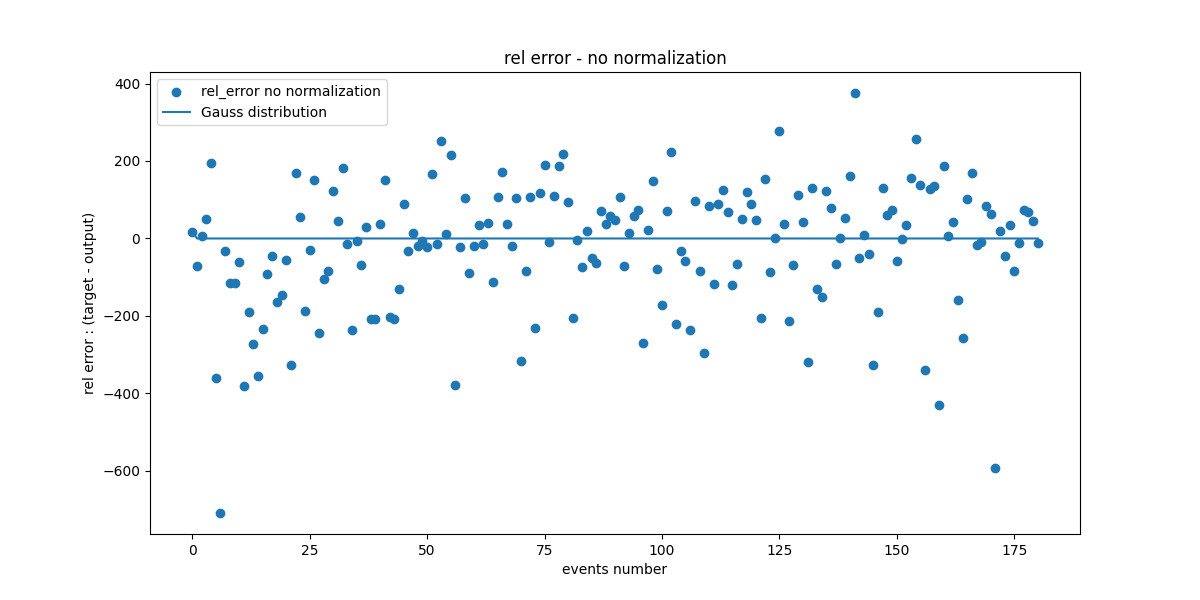 rel error - no normalization
rel_error no normalization
Gauss distribution
400
200
0
−200
−400
−600
rel error : (target - output)
0 25 50 75 100 125 150 175
events number